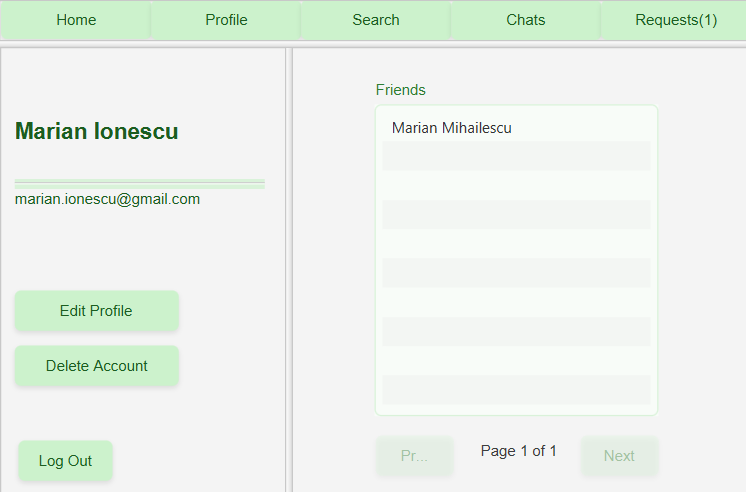 Home Profile Search Chats Requests(1)
Marian Ionescu
marian.ionescu@gmail.com
Edit Profile
Delete Account
Log Out
Friends
Marian Mihailescu
Pr... Page 1 of 1 Next